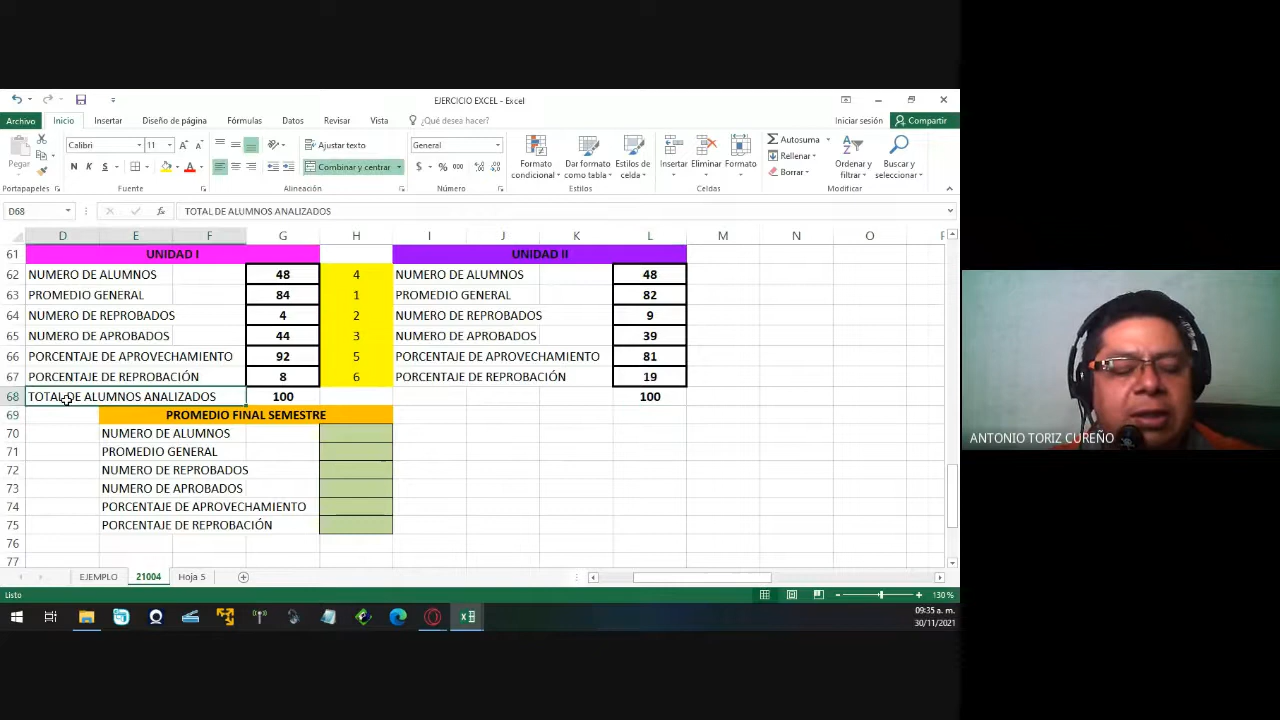 EJERCICIO EXCEL - Excel
Archivo Inicio Insertar Diseño de página Fórmulas Datos Revisar Vista ¿Qué desea hacer? Iniciar sesión Compartir
Pegar
Calibri 11
N K S
Ajustar texto
Combinar y centrar
General
$ % 000
Formato condicional
Dar formato como tabla
Estilos de celda
Insertar Eliminar Formato
Autosuma
Rellenar
Borrar
Ordenar y filtrar
Buscar y seleccionar
Portapapeles Fuente Alineación Número Estilos Celdas Modificar
D68 fx TOTAL DE ALUMNOS ANALIZADOS
D E F G H I J K L M N O
61 UNIDAD I UNIDAD II
62 NUMERO DE ALUMNOS 48 4 NUMERO DE ALUMNOS 48
63 PROMEDIO GENERAL 84 1 PROMEDIO GENERAL 82
64 NUMERO DE REPROBADOS 4 2 NUMERO DE REPROBADOS 9
65 NUMERO DE APROBADOS 44 3 NUMERO DE APROBADOS 39
66 PORCENTAJE DE APROVECHAMIENTO 92 5 PORCENTAJE DE APROVECHAMIENTO 81
67 PORCENTAJE DE REPROBACIÓN 8 6 PORCENTAJE DE REPROBACIÓN 19
68 TOTAL DE ALUMNOS ANALIZADOS 100 100
69 PROMEDIO FINAL SEMESTRE
70 NUMERO DE ALUMNOS
71 PROMEDIO GENERAL
72 NUMERO DE REPROBADOS
73 NUMERO DE APROBADOS
74 PORCENTAJE DE APROVECHAMIENTO
75 PORCENTAJE DE REPROBACIÓN
76
77
EJEMPLO 21004 Hoja 5
Listo 130 %
09:35 a. m.
30/11/2021
ANTONIO TORIZ CUREÑO